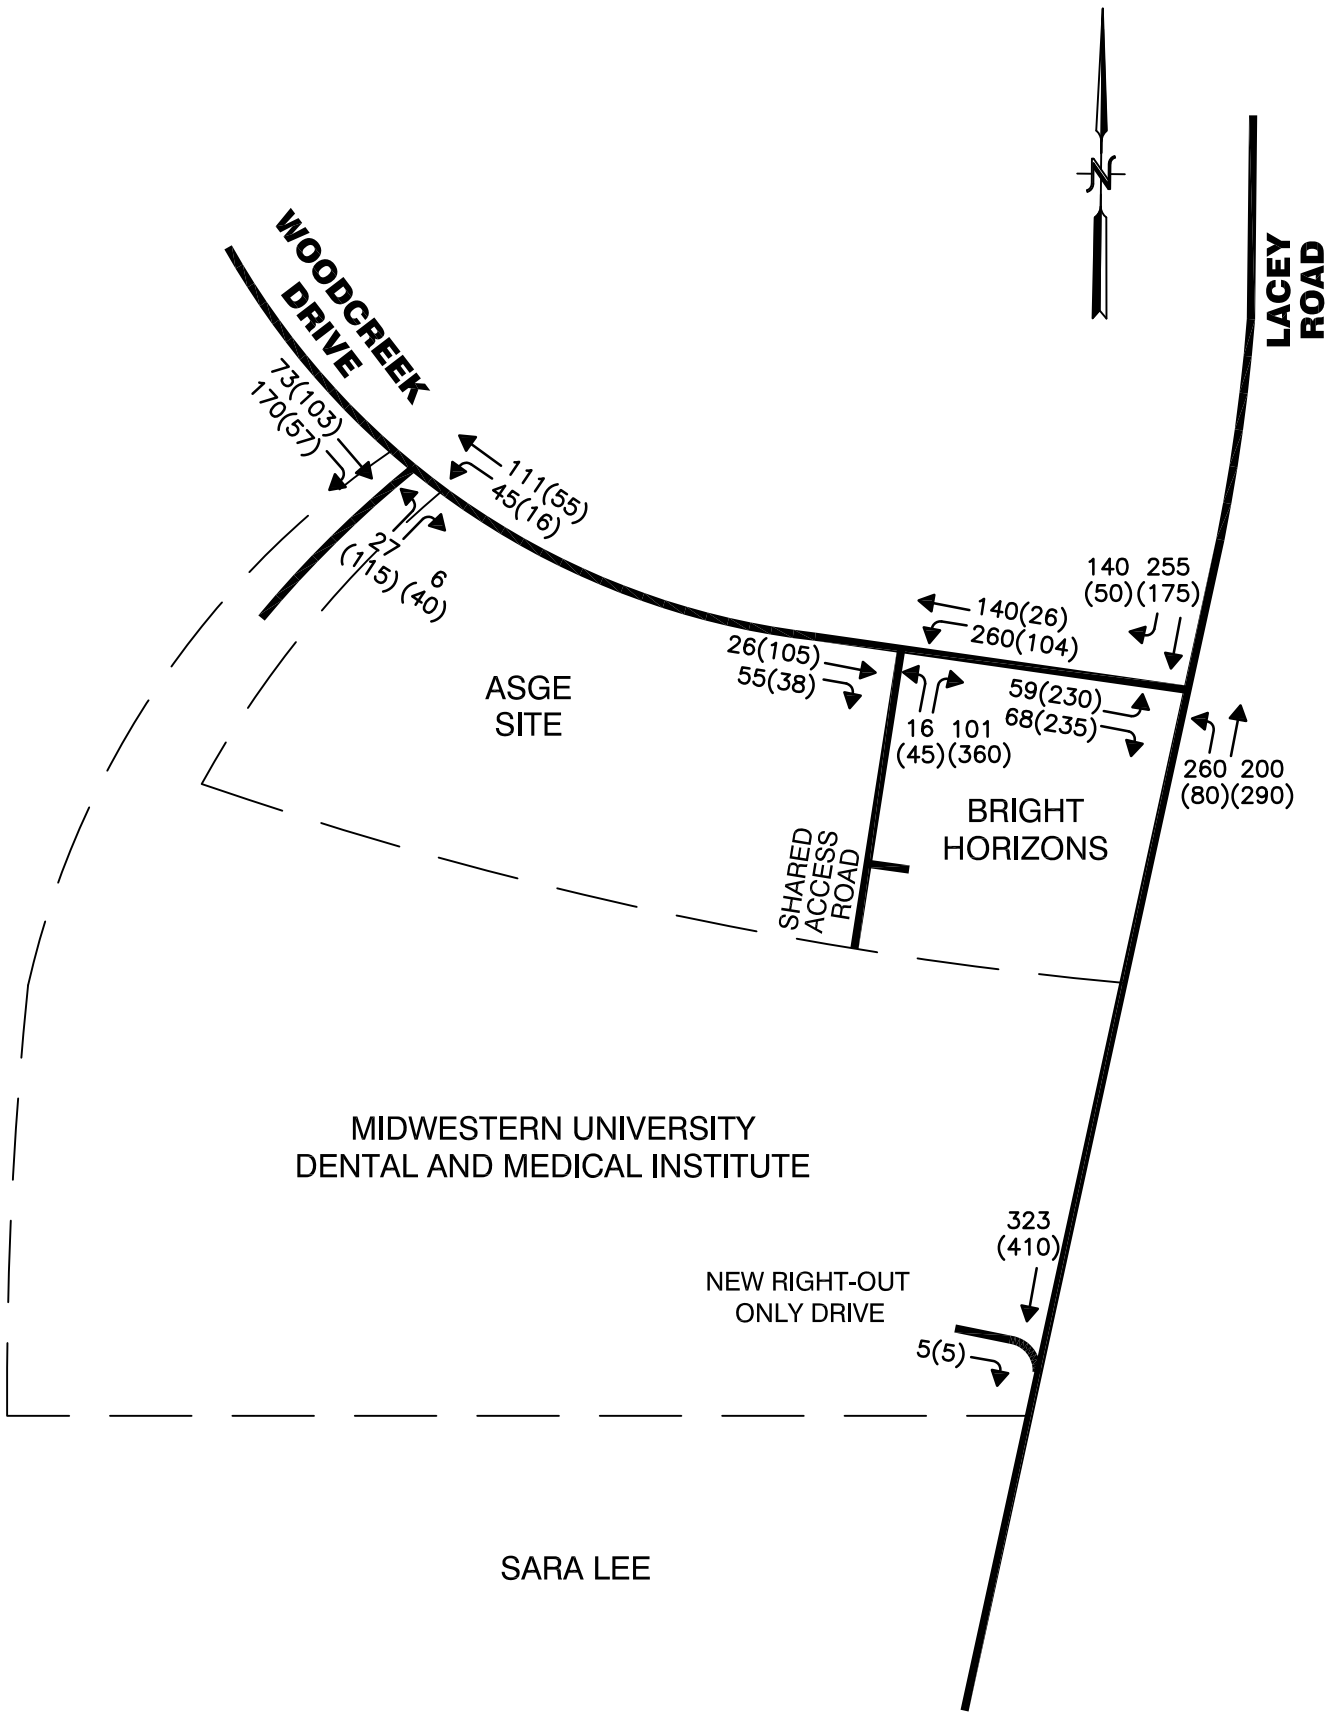 N
LACEY
ROAD
WOODCREEK
DRIVE
73(103)
170(57)
111(55)
45(16)
27
(115)
6
(40)
140 255
(50)(175)
140(26)
260(104)
26(105)
55(38)
59(230)
68(235)
16 101
(45)(360)
260 200
(80)(290)
ASGE
SITE
BRIGHT
HORIZONS
SHARED
ACCESS
ROAD
MIDWESTERN UNIVERSITY
DENTAL AND MEDICAL INSTITUTE
323
(410)
NEW RIGHT-OUT
ONLY DRIVE
5(5)
SARA LEE